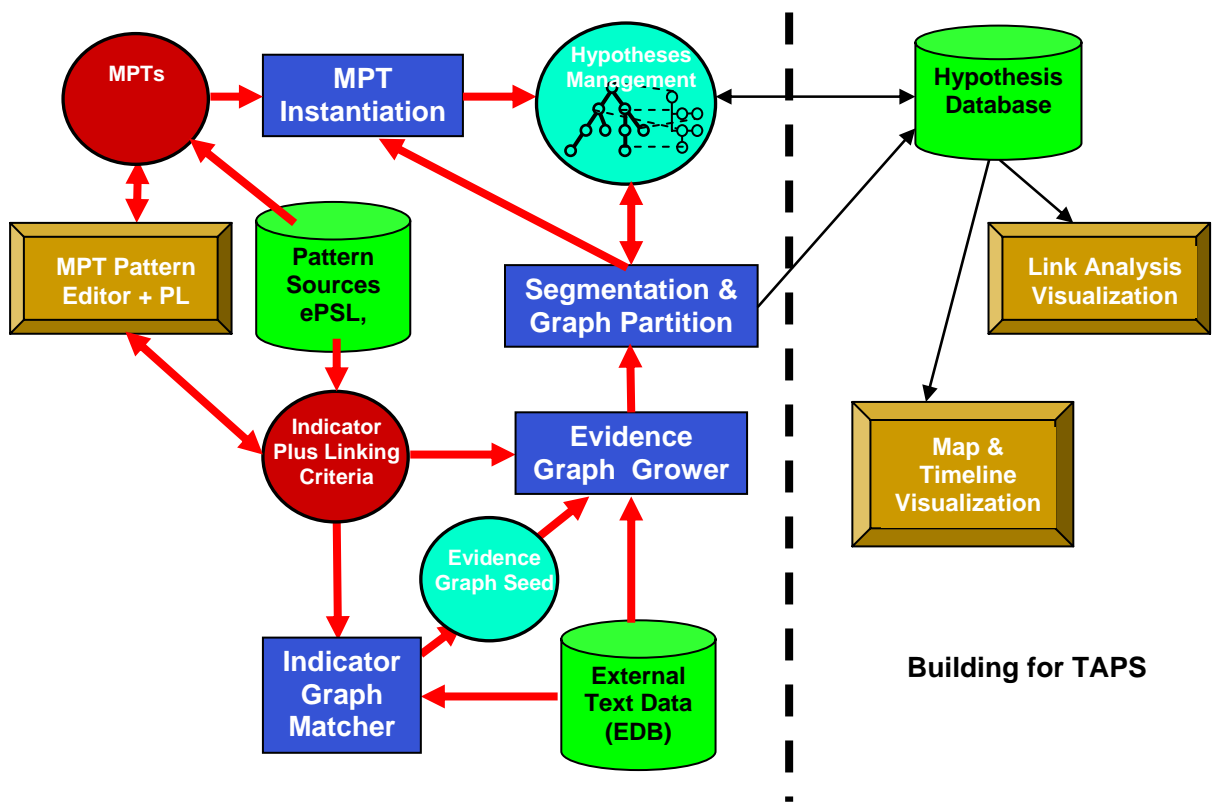 MPTs
MPT
Instantiation
Hypotheses
Management
Hypothesis
Database
MPT Pattern
Editor + PL
Pattern
Sources
ePSL,
Segmentation &
Graph Partition
Link Analysis
Visualization
Indicator
Plus Linking
Criteria
Evidence
Graph Grower
Map &
Timeline
Visualization
Evidence
Graph Seed
Indicator
Graph
Matcher
External
Text Data
(EDB)
Building for TAPS